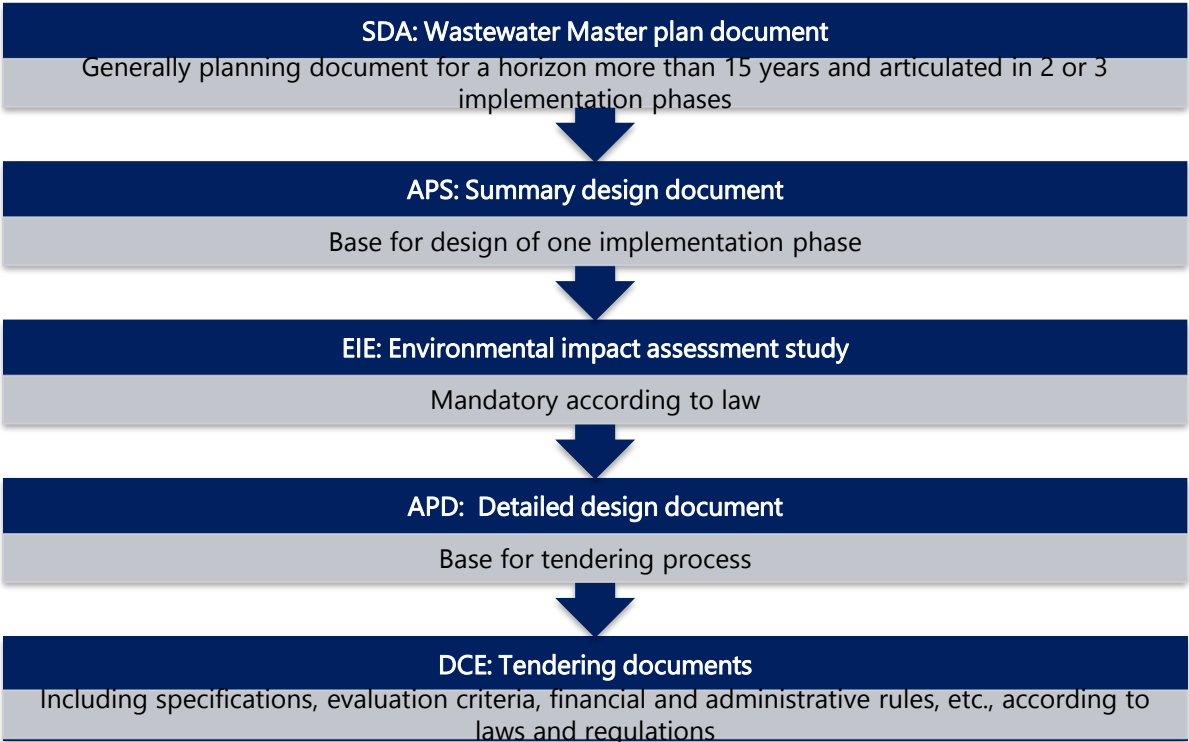 SDA: Wastewater Master plan document
Generally planning document for a horizon more than 15 years and articulated in 2 or 3
implementation phases
APS: Summary design document
Base for design of one implementation phase
EIE: Environmental impact assessment study
Mandatory according to law
APD:  Detailed design document
Base for tendering process
DCE: Tendering documents
Including specifications, evaluation criteria, financial and administrative rules, etc., according to
laws and regulations